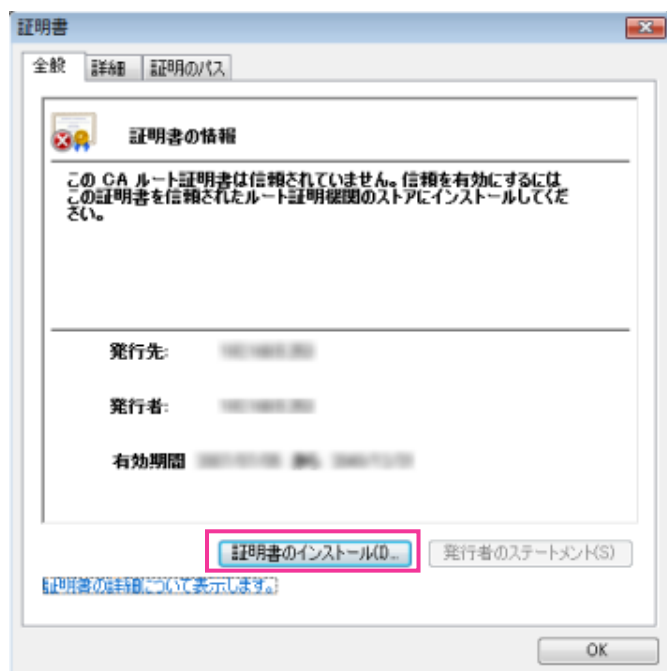 証明書
全般 詳細 証明のパス
証明書の情報
この CA ルート証明書は信頼されていません。信頼を有効にするには
この証明書を信頼されたルート証明機関のストアにインストールしてくだ
さい。
発行先:
発行者:
有効期間
証明書のインストール(I)... 発行者のステートメント(S)
証明書の詳細について表示します。
OK